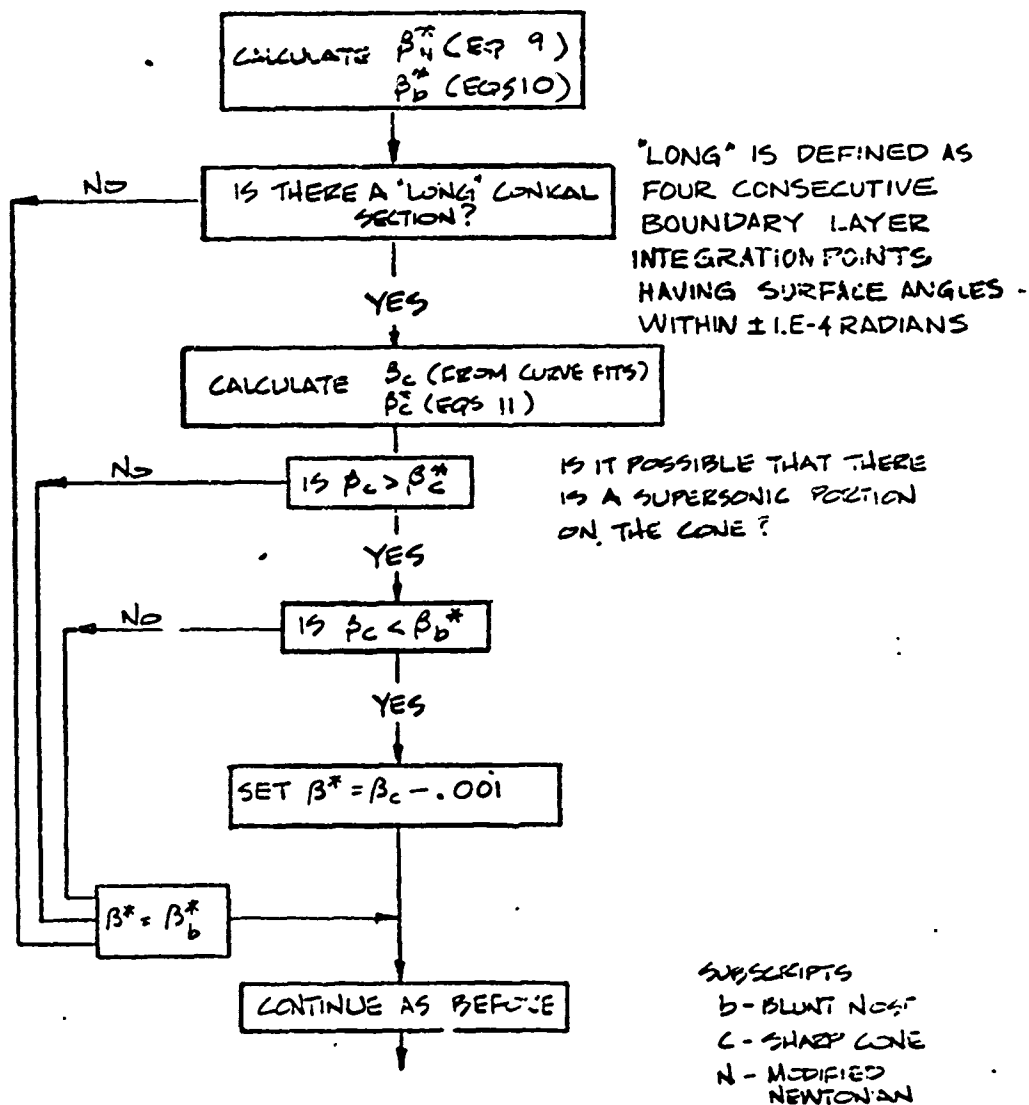 CALCULATE β*N (EQ 9)
β*b (EQS 10)
IS THERE A "LONG" CONICAL
SECTION?
NO
"LONG" IS DEFINED AS
FOUR CONSECUTIVE
BOUNDARY LAYER
INTEGRATION POINTS
HAVING SURFACE ANGLES
WITHIN ±1.E-4 RADIANS
YES
CALCULATE βc (FROM CURVE FITS)
β*c (EQS 11)
NO
IS βc > β*c
IS IT POSSIBLE THAT THERE
IS A SUPERSONIC PORTION
ON THE CONE?
YES
NO
IS βc < βb*
YES
SET β* = βc - .001
β* = β*b
CONTINUE AS BEFORE
SUBSCRIPTS
b - BLUNT NOSE
C - SHARP CONE
N - MODIFIED
NEWTONIAN